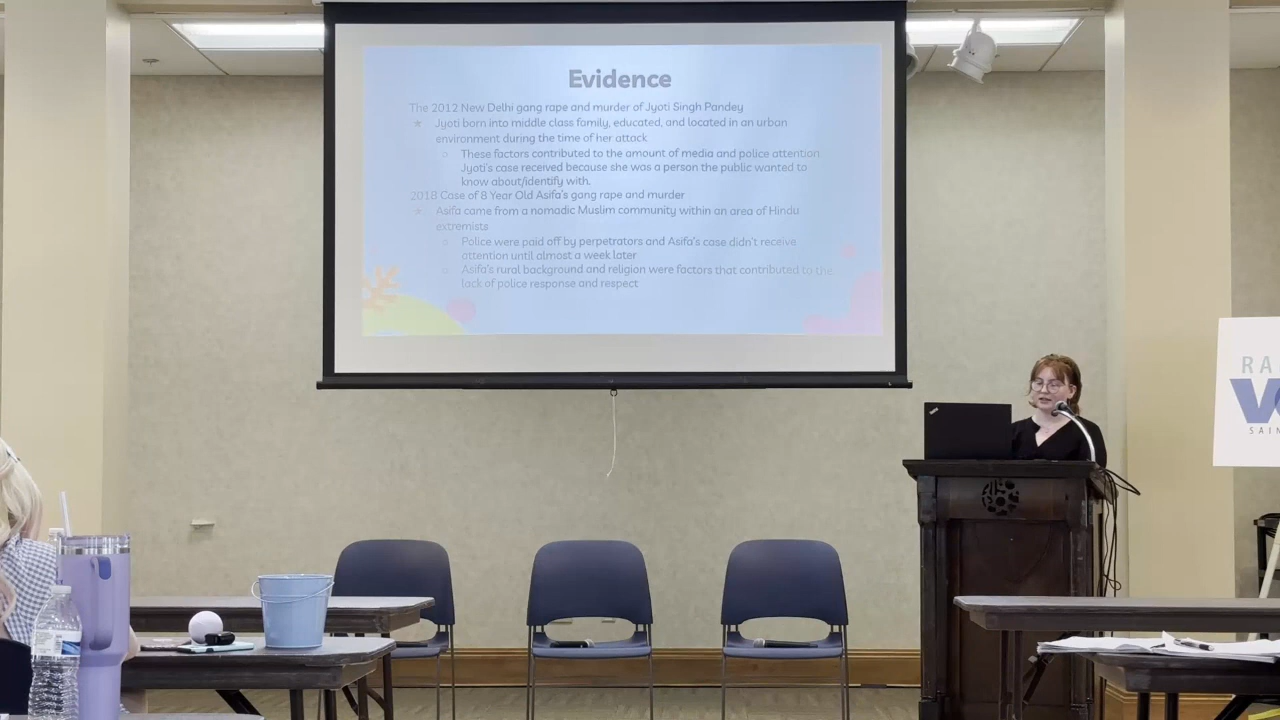 Evidence
The 2012 New Delhi gang rape and murder of Jyoti Singh Pandey
Jyoti born into middle class family, educated, and located in an urban
environment during the time of her attack
These factors contributed to the amount of media and police attention
Jyoti's case received because she was a person the public wanted to
know about/identify with.
2018 Case of 8 Year Old Asifa's gang rape and murder
Asifa came from a nomadic Muslim community within an area of Hindu
extremists
Police were paid off by perpetrators and Asifa's case didn't receive
attention until almost a week later
Asifa's rural background and religion were factors that contributed to the
lack of police response and respect
RA
SAIN